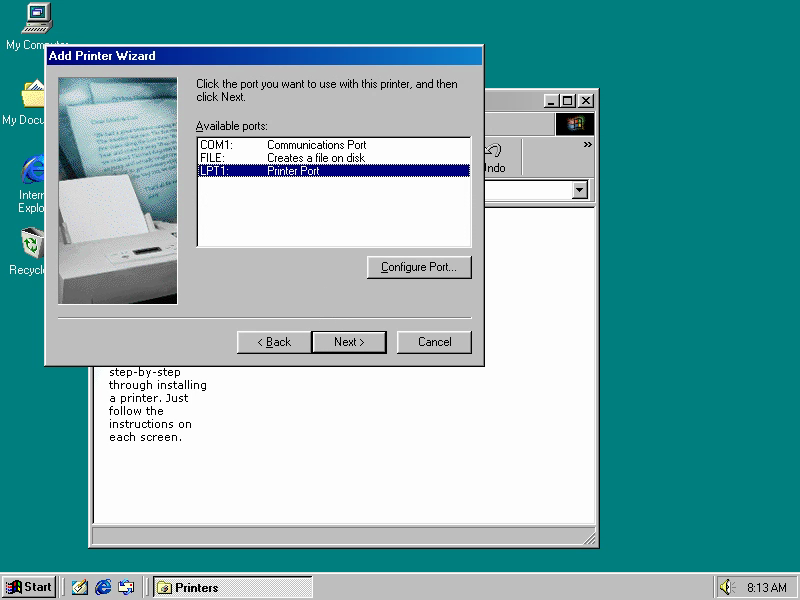 My Computer
My Docu
Intern
Explo
Recycle
Add Printer Wizard
Click the port you want to use with this printer, and then
click Next.
Available ports:
COM1: Communications Port
FILE: Creates a file on disk
LPT1: Printer Port
Configure Port...
< Back
Next >
Cancel
Undo
»
step-by-step
through installing
a printer. Just
follow the
instructions on
each screen.
Start
Printers
8:13 AM